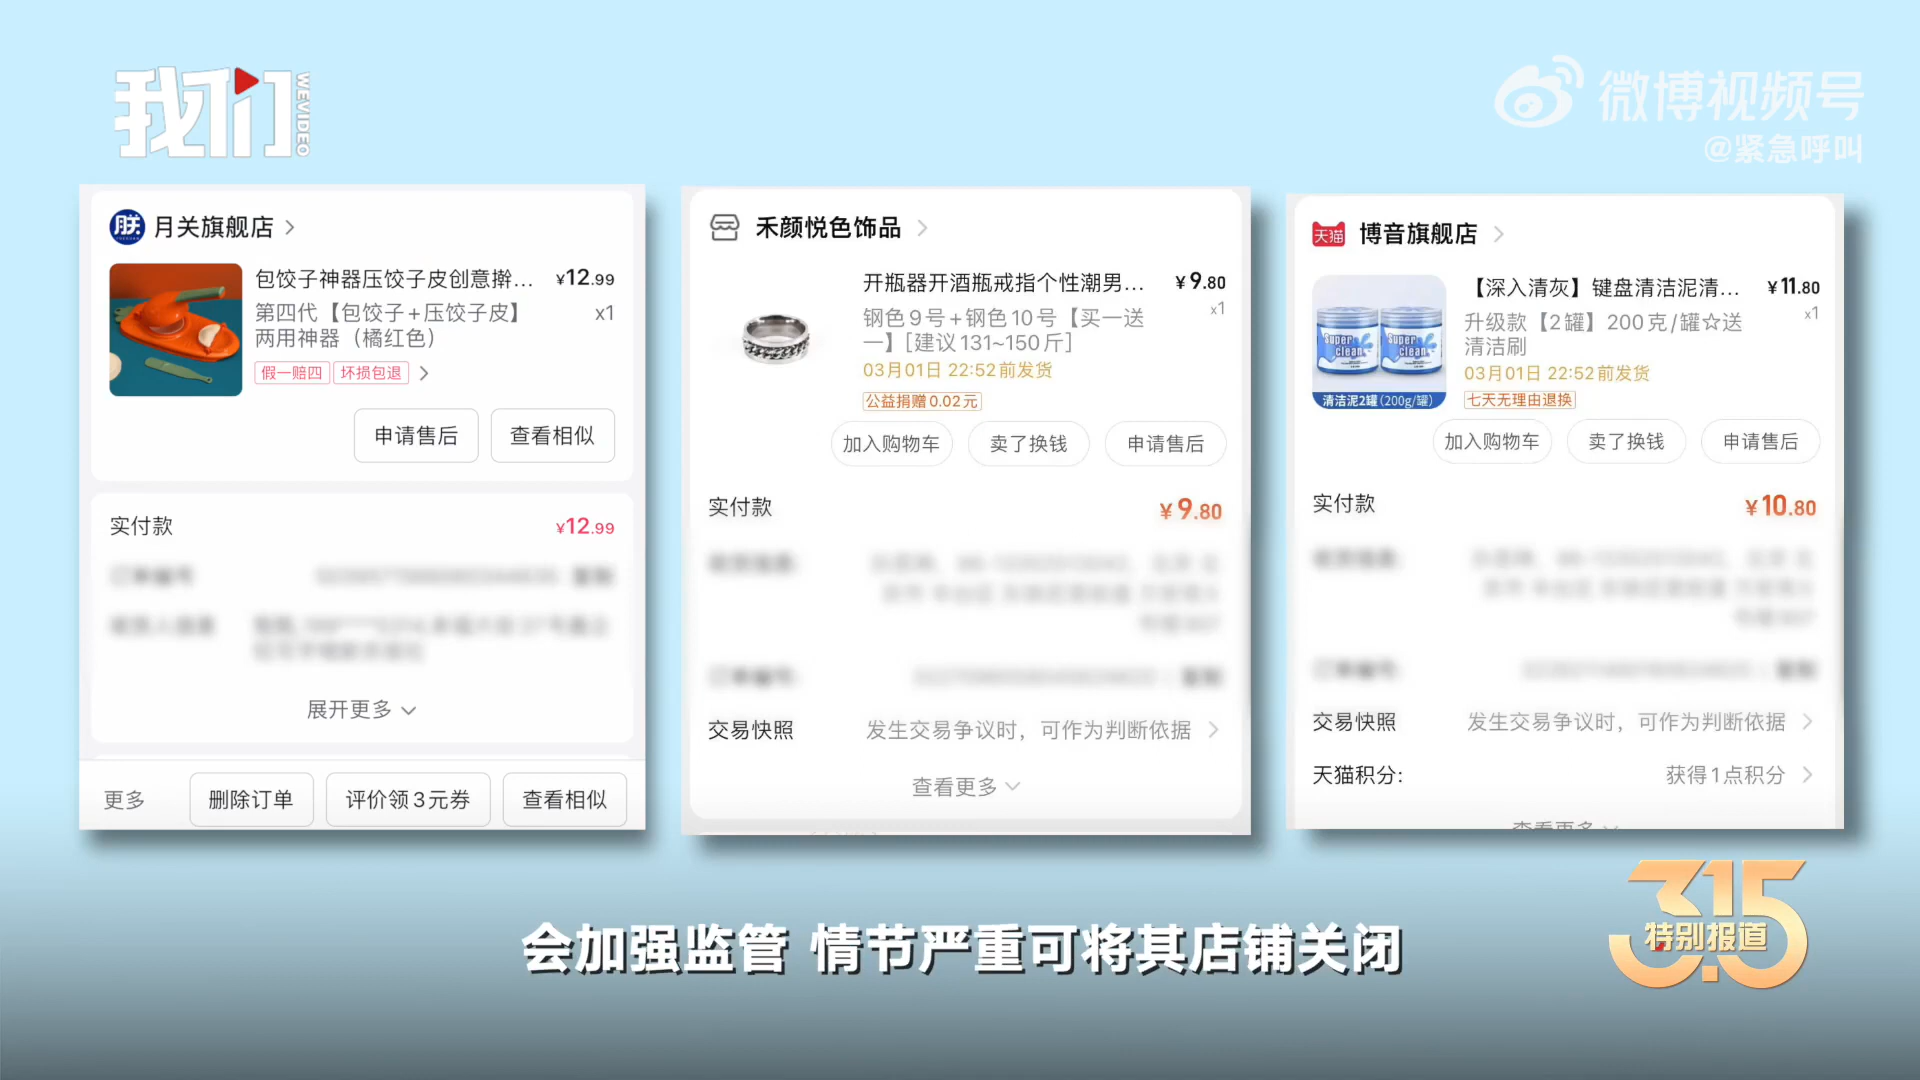 我们
WEVIDEO
微博视频号
@紧急呼叫
月关旗舰店
包饺子神器压饺子皮创意擀... ¥12.99
第四代【包饺子+压饺子皮】 x1
两用神器（橘红色）
假一赔四 坏损包退
申请售后 查看相似
实付款 ¥12.99
展开更多
更多 删除订单 评价领3元券 查看相似
禾颜悦色饰品
开瓶器开酒瓶戒指个性潮男... ¥9.80
钢色9号+钢色10号【买一送 x1
一】[建议131~150斤]
03月01日 22:52前发货
公益捐赠0.02元
加入购物车 卖了换钱 申请售后
实付款 ¥9.80
交易快照 发生交易争议时，可作为判断依据
查看更多
天猫 博音旗舰店
【深入清灰】键盘清洁泥清... ¥11.80
升级款【2罐】200克/罐☆送 x1
清洁刷
03月01日 22:52前发货
七天无理由退换
Super clean
Super clean
清洁泥2罐(200g/罐)
加入购物车 卖了换钱 申请售后
实付款 ¥10.80
交易快照 发生交易争议时，可作为判断依据
天猫积分: 获得1点积分
查看更多
会加强监管 情节严重可将其店铺关闭
3.15
特别报道